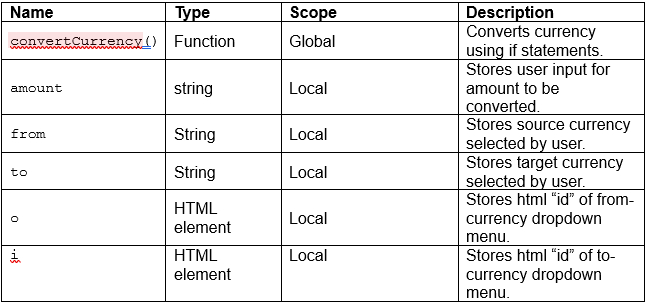 Name Type Scope Description
convertCurrency() Function Global Converts currency
using if statements.
amount string Local Stores user input for
amount to be
converted.
from String Local Stores source currency
selected by user.
to String Local Stores target currency
selected by user.
o HTML
element Local Stores html “id” of from-
currency dropdown
menu.
i HTML
element Local Stores html “id” of to-
currency dropdown
menu.